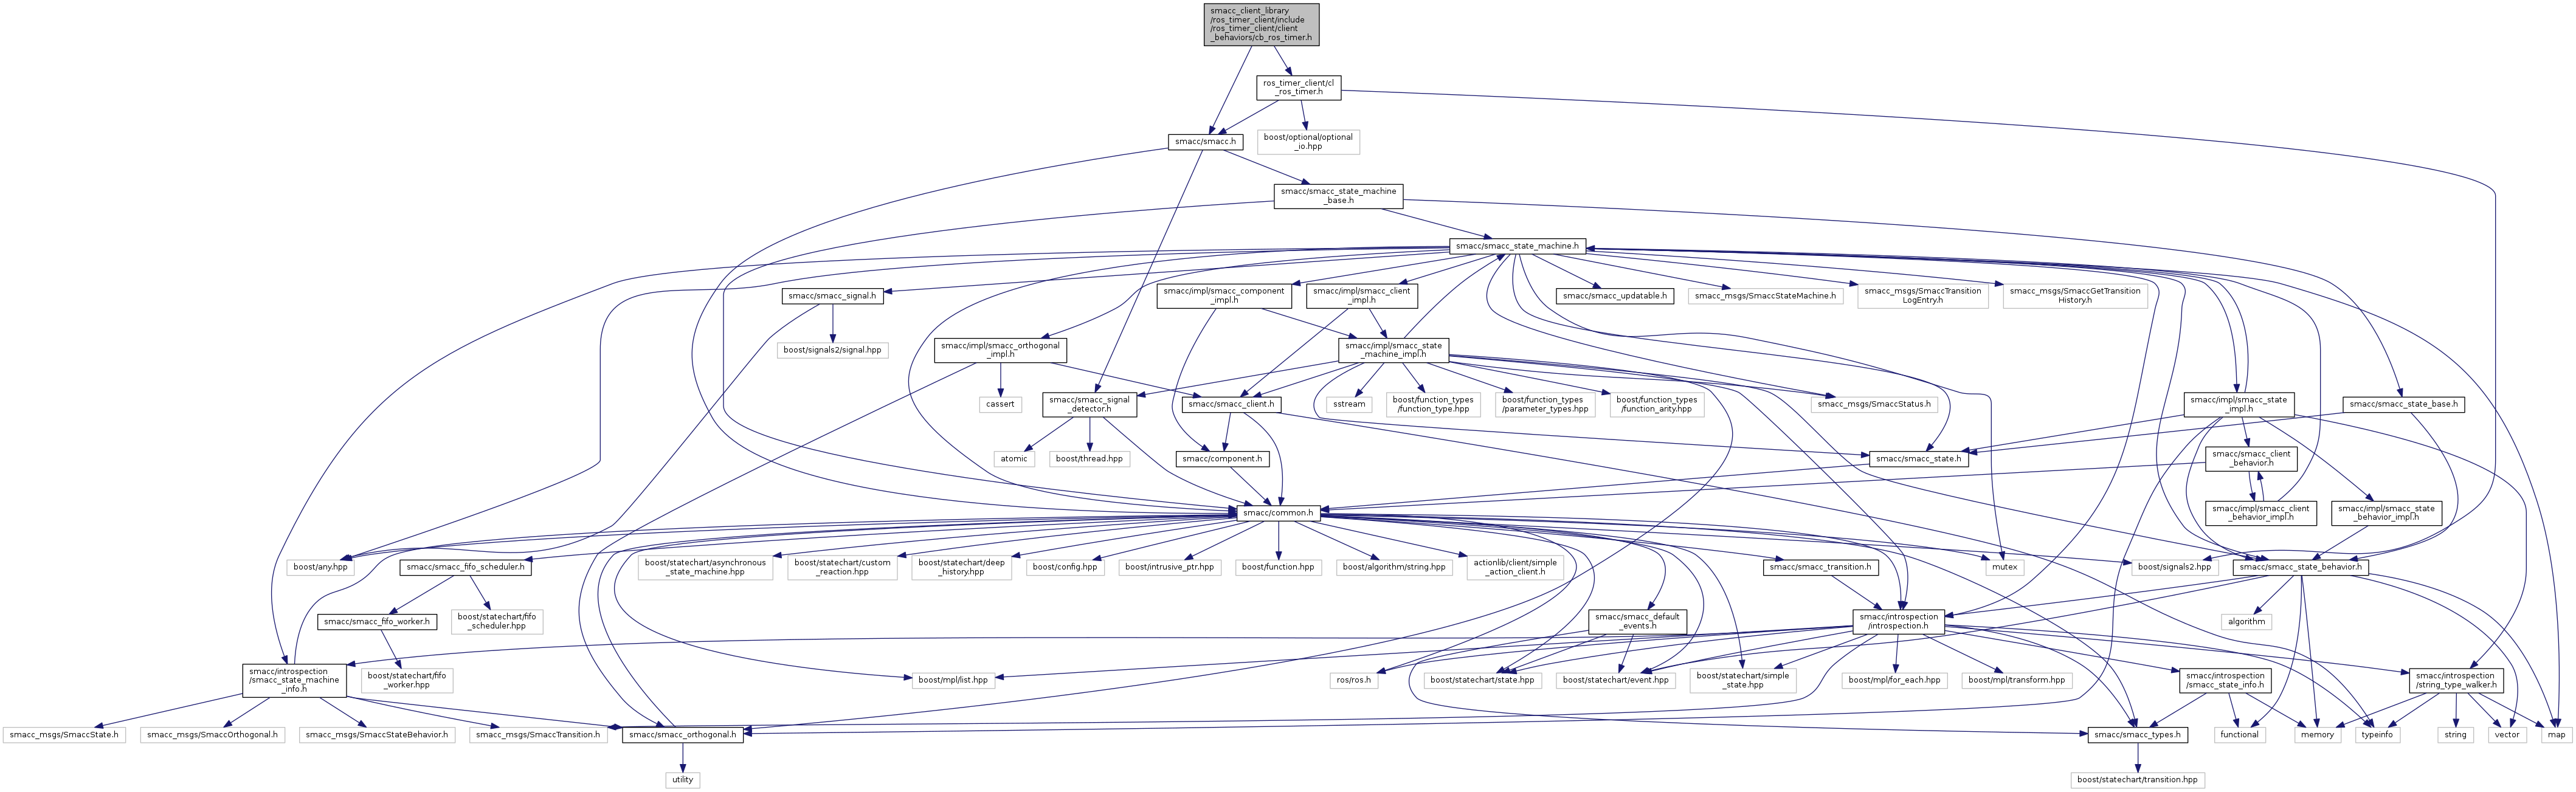 smacc_client_library
/ros_timer_client/include
/ros_timer_client/client
_behaviors/cb_ros_timer.h
ros_timer_client/cl
_ros_timer.h
smacc/smacc.h
boost/optional/optional
_io.hpp
smacc/smacc_state_machine
_base.h
smacc/smacc_state_machine.h
smacc/smacc_signal.h
smacc/impl/smacc_component
_impl.h
smacc/impl/smacc_client
_impl.h
smacc/smacc_updatable.h
smacc_msgs/SmaccStateMachine.h
smacc_msgs/SmaccTransition
LogEntry.h
smacc_msgs/SmaccGetTransition
History.h
boost/signals2/signal.hpp
smacc/impl/smacc_orthogonal
_impl.h
smacc/impl/smacc_state
_machine_impl.h
cassert
smacc/smacc_signal
_detector.h
smacc/smacc_client.h
sstream
boost/function_types
/function_type.hpp
boost/function_types
/parameter_types.hpp
boost/function_types
/function_arity.hpp
smacc_msgs/SmaccStatus.h
smacc/impl/smacc_state
_impl.h
smacc/smacc_state_base.h
atomic
boost/thread.hpp
smacc/component.h
smacc/smacc_state.h
smacc/smacc_client
_behavior.h
smacc/common.h
smacc/impl/smacc_client
_behavior_impl.h
smacc/impl/smacc_state
_behavior_impl.h
boost/any.hpp
smacc/smacc_fifo_scheduler.h
boost/statechart/asynchronous
_state_machine.hpp
boost/statechart/custom
_reaction.hpp
boost/statechart/deep
_history.hpp
boost/config.hpp
boost/intrusive_ptr.hpp
boost/function.hpp
boost/algorithm/string.hpp
actionlib/client/simple
_action_client.h
smacc/smacc_transition.h
mutex
boost/signals2.hpp
smacc/smacc_state_behavior.h
smacc/smacc_fifo_worker.h
boost/statechart/fifo
_scheduler.hpp
smacc/smacc_default
_events.h
smacc/introspection
/introspection.h
algorithm
smacc/introspection
/smacc_state_machine
_info.h
boost/statechart/fifo
_worker.hpp
boost/mpl/list.hpp
ros/ros.h
boost/statechart/state.hpp
boost/statechart/event.hpp
boost/statechart/simple
_state.hpp
boost/mpl/for_each.hpp
boost/mpl/transform.hpp
smacc/introspection
/smacc_state_info.h
smacc/introspection
/string_type_walker.h
smacc_msgs/SmaccState.h
smacc_msgs/SmaccOrthogonal.h
smacc_msgs/SmaccStateBehavior.h
smacc_msgs/SmaccTransition.h
smacc/smacc_orthogonal.h
smacc/smacc_types.h
functional
memory
typeinfo
string
vector
map
utility
boost/statechart/transition.hpp